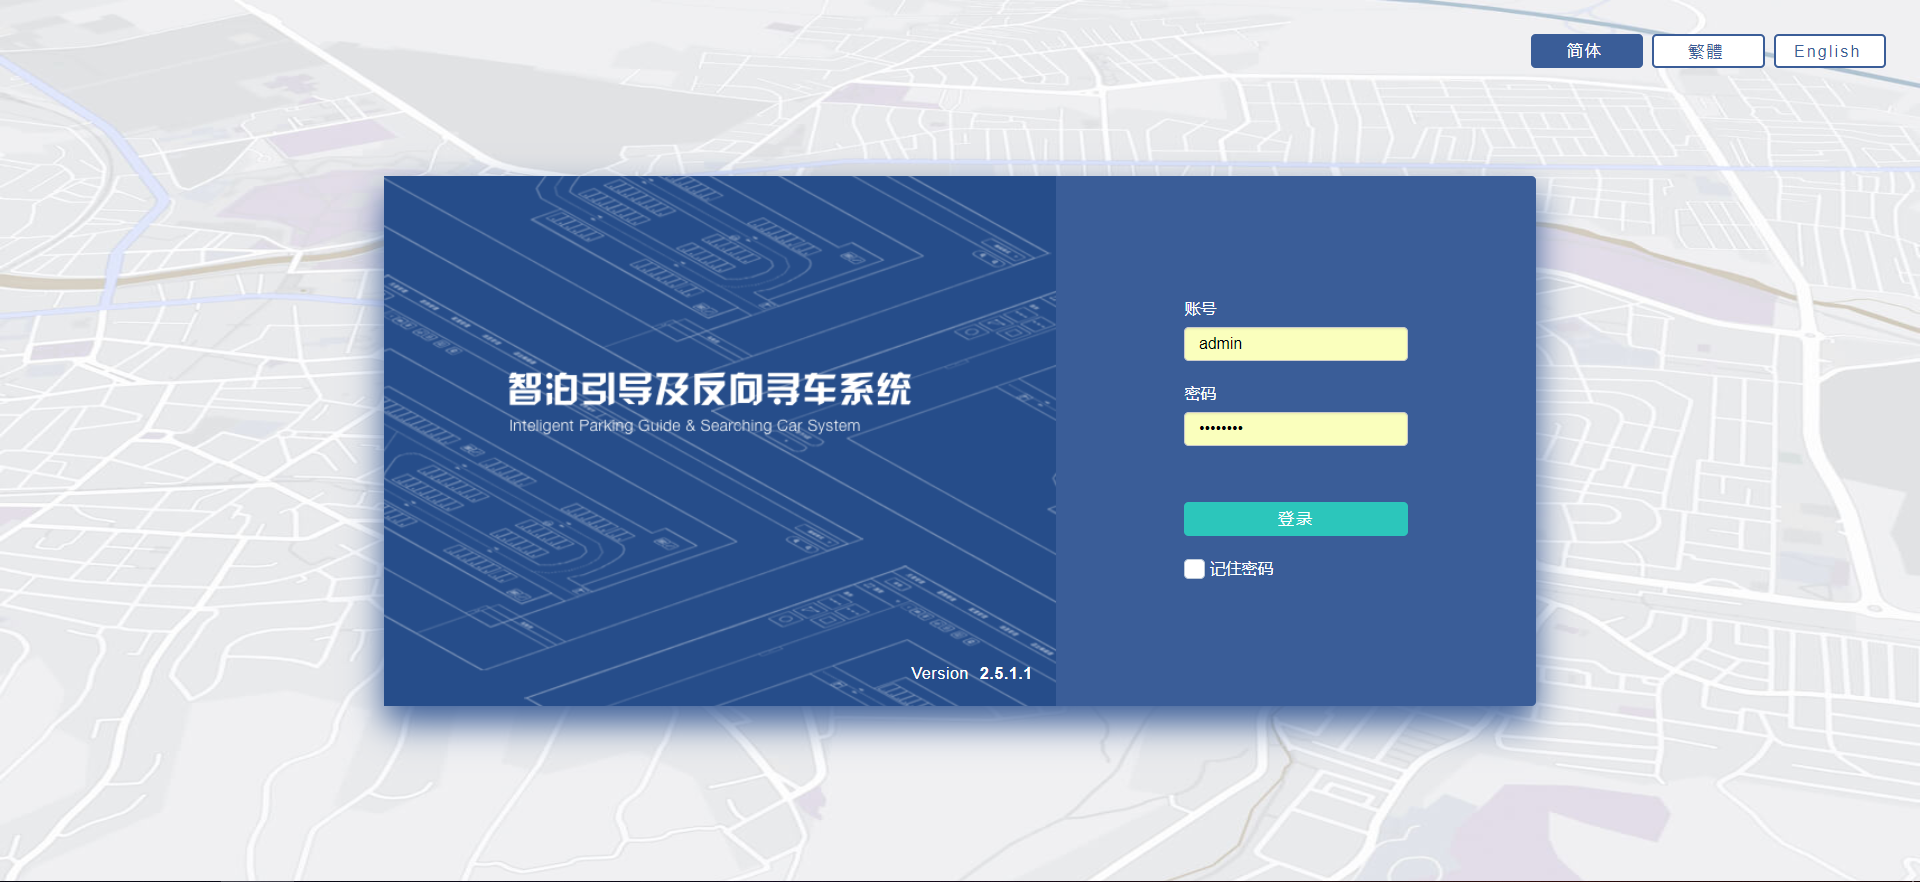 简体
繁體
English
智泊引导及反向寻车系统
Inteligent Parking Guide & Searching Car System
Version 2.5.1.1
账号
admin
密码
••••••••
登录
记住密码